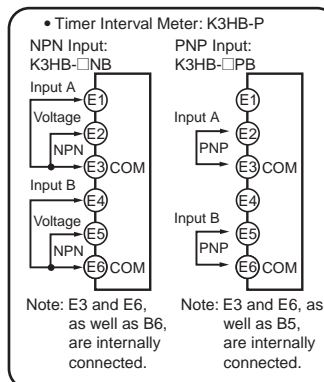 • Timer Interval Meter: K3HB-P
NPN Input:
K3HB-□NB
Input A
Voltage
NPN
Input B
Voltage
NPN
E1
E2
E3 COM
E4
E5
E6 COM
Note: E3 and E6,
as well as B6,
are internally
connected.
PNP Input:
K3HB-□PB
Input A
PNP
Input B
PNP
E1
E2
E3 COM
E4
E5
E6 COM
Note: E3 and E6, as
well as B5,
are internally
connected.